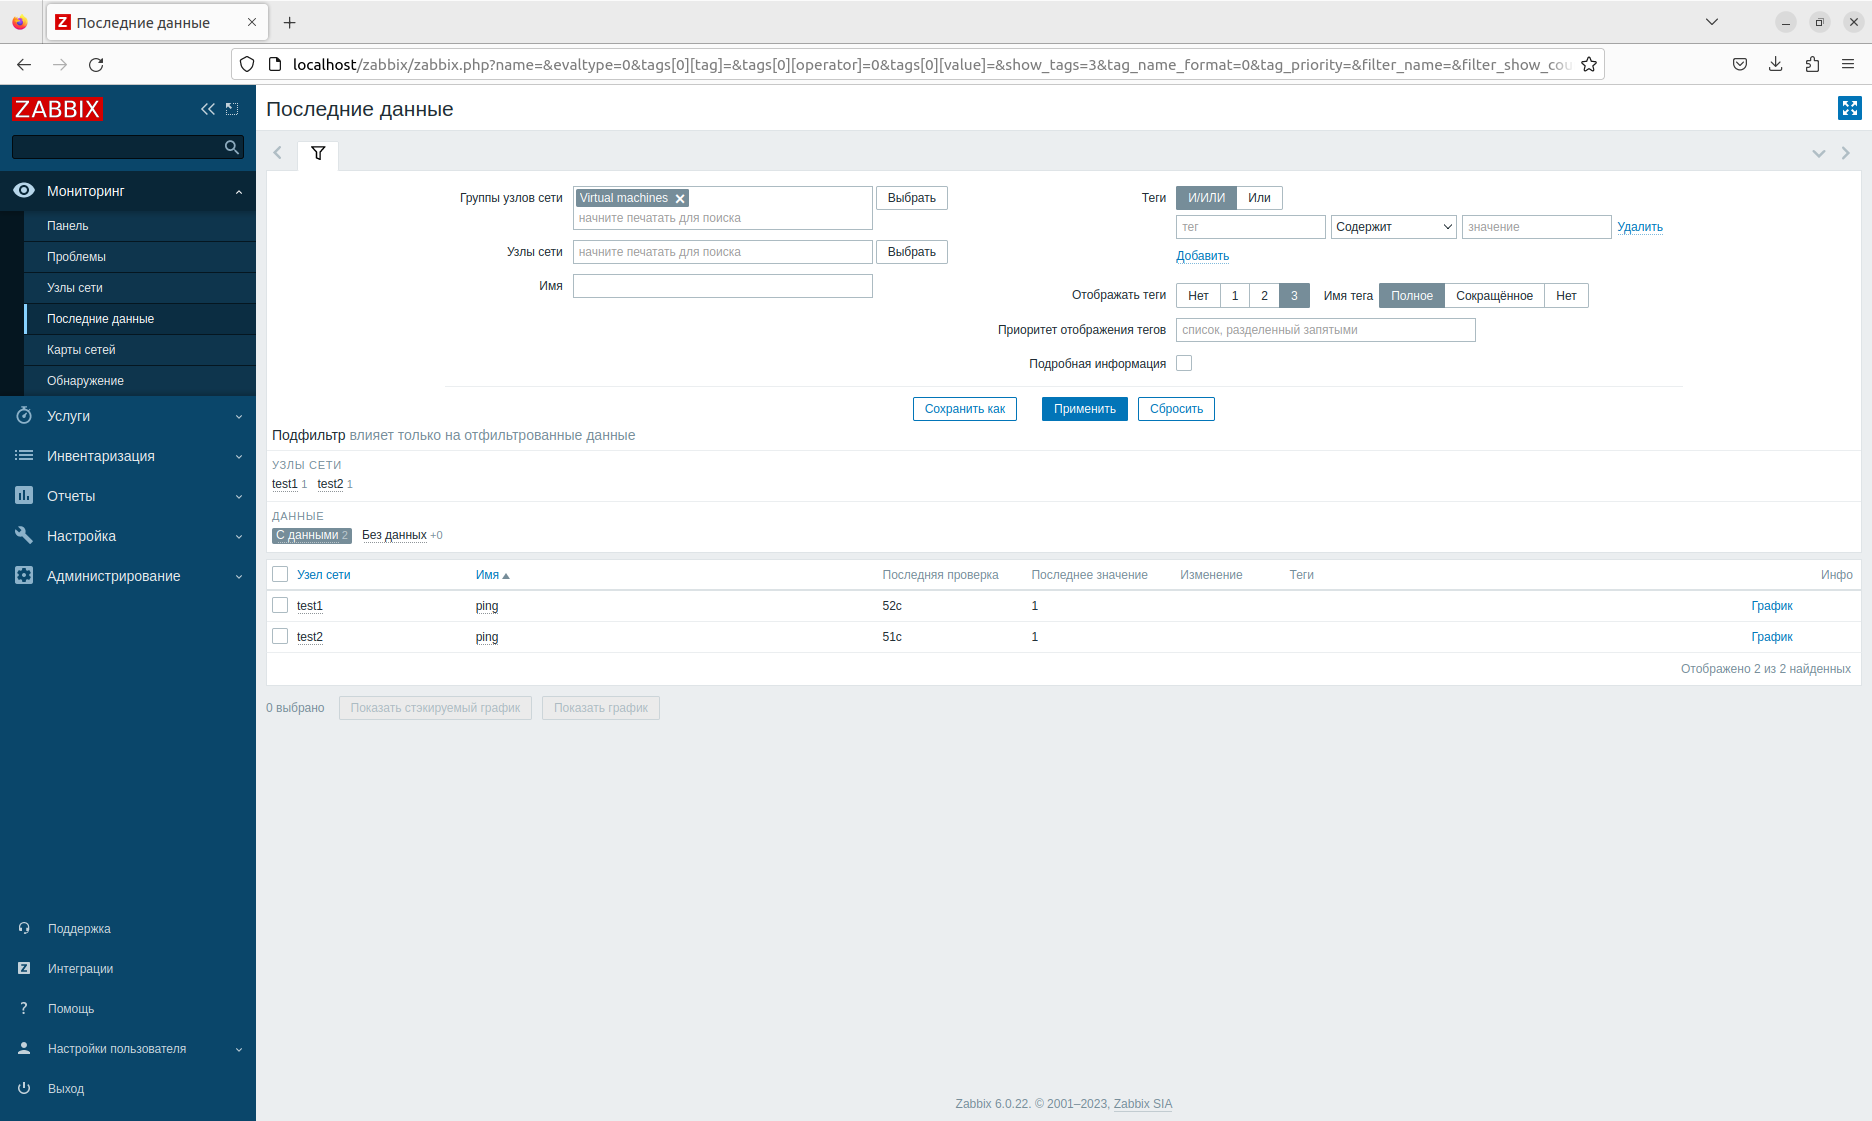 Последние данные
localhost/zabbix/zabbix.php?name=&evaltype=0&tags[0][tag]=&tags[0][operator]=0&tags[0][value]=&show_tags=3&tag_name_format=0&tag_priority=&filter_name=&filter_show_cou
ZABBIX
Последние данные
Мониторинг
Панель
Проблемы
Узлы сети
Последние данные
Карты сетей
Обнаружение
Услуги
Инвентаризация
Отчеты
Настройка
Администрирование
Поддержка
Интеграции
Помощь
Настройки пользователя
Выход
Группы узлов сети Virtual machines Выбрать
начните печатать для поиска
Узлы сети начните печатать для поиска Выбрать
Имя
Теги И/ИЛИ Или
тег Содержит значение Удалить
Добавить
Отображать теги Нет 1 2 3 Имя тега Полное Сокращённое Нет
Приоритет отображения тегов список, разделенный запятыми
Подробная информация
Сохранить как Применить Сбросить
Подфильтр влияет только на отфильтрованные данные
УЗЛЫ СЕТИ
test1 1 test2 1
ДАННЫЕ
С данными 2 Без данных +0
Узел сети Имя Последняя проверка Последнее значение Изменение Теги Инфо
test1 ping 52с 1 График
test2 ping 51с 1 График
Отображено 2 из 2 найденных
0 выбрано Показать стэкируемый график Показать график
Zabbix 6.0.22. © 2001–2023, Zabbix SIA